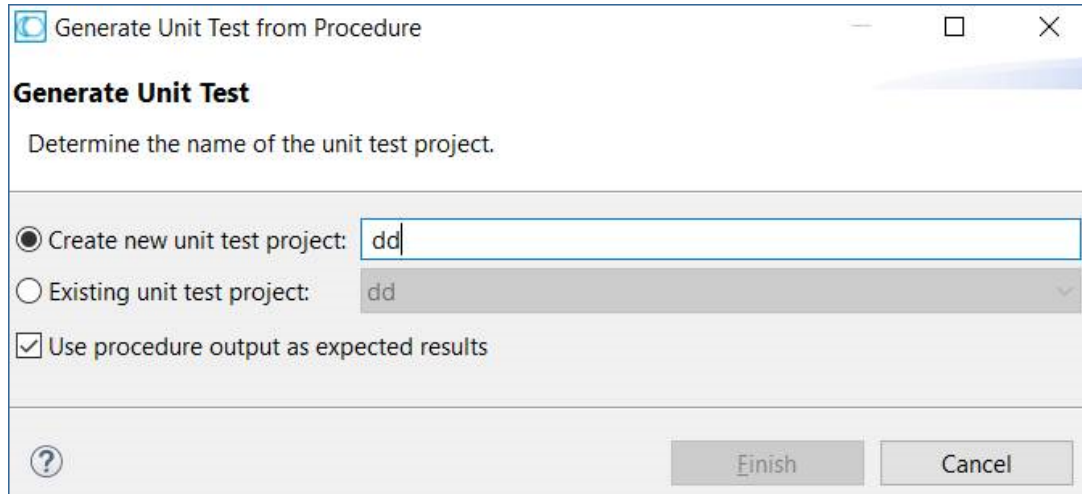 Generate Unit Test from Procedure
Generate Unit Test
Determine the name of the unit test project.
Create new unit test project: dd
Existing unit test project: dd
Use procedure output as expected results
? Finish Cancel